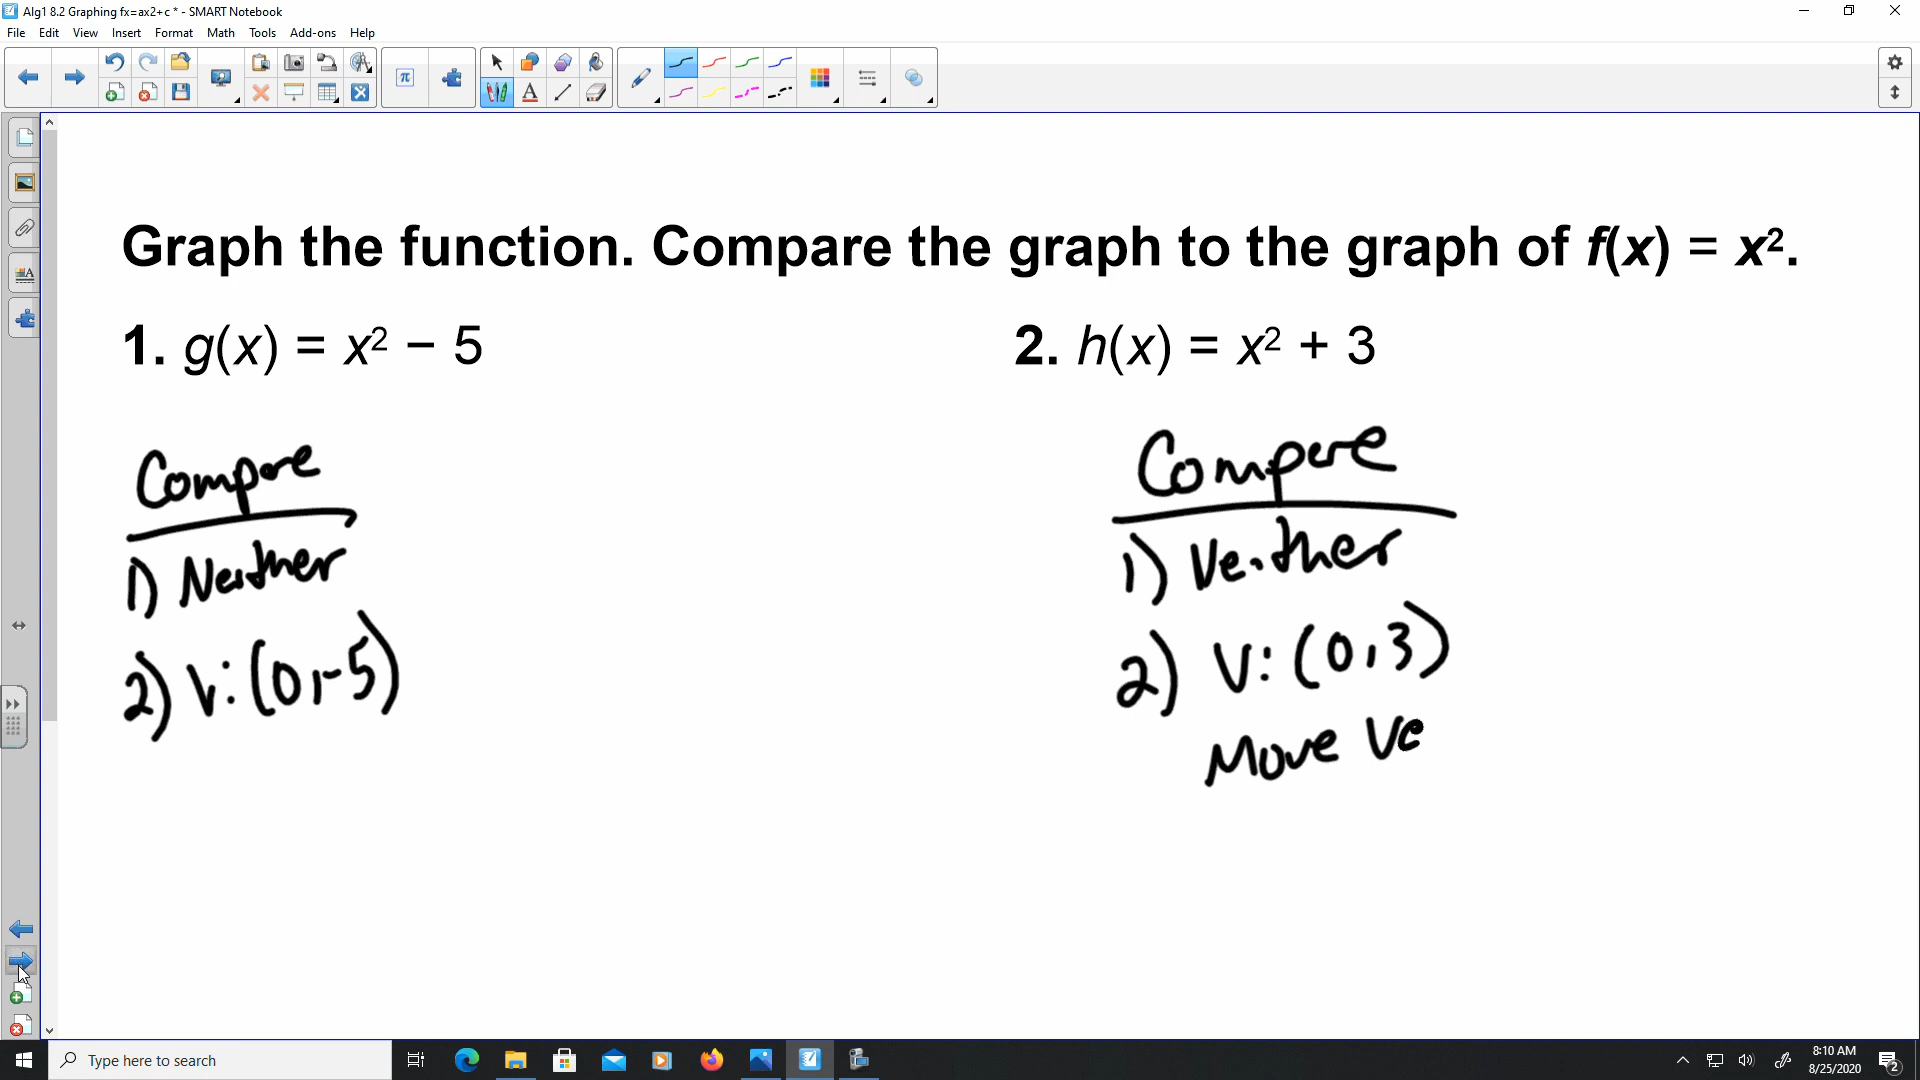 Alg1 8.2 Graphing fx=ax2+c * - SMART Notebook
File Edit View Insert Format Math Tools Add-ons Help
Graph the function. Compare the graph to the graph of f(x) = x².
1. g(x) = x² − 5
2. h(x) = x² + 3
Compare
1) Neither
2) V: (0,-5)
Compare
1) Neither
2) V: (0,3)
Move Ve
Type here to search
8:10 AM
8/25/2020
2